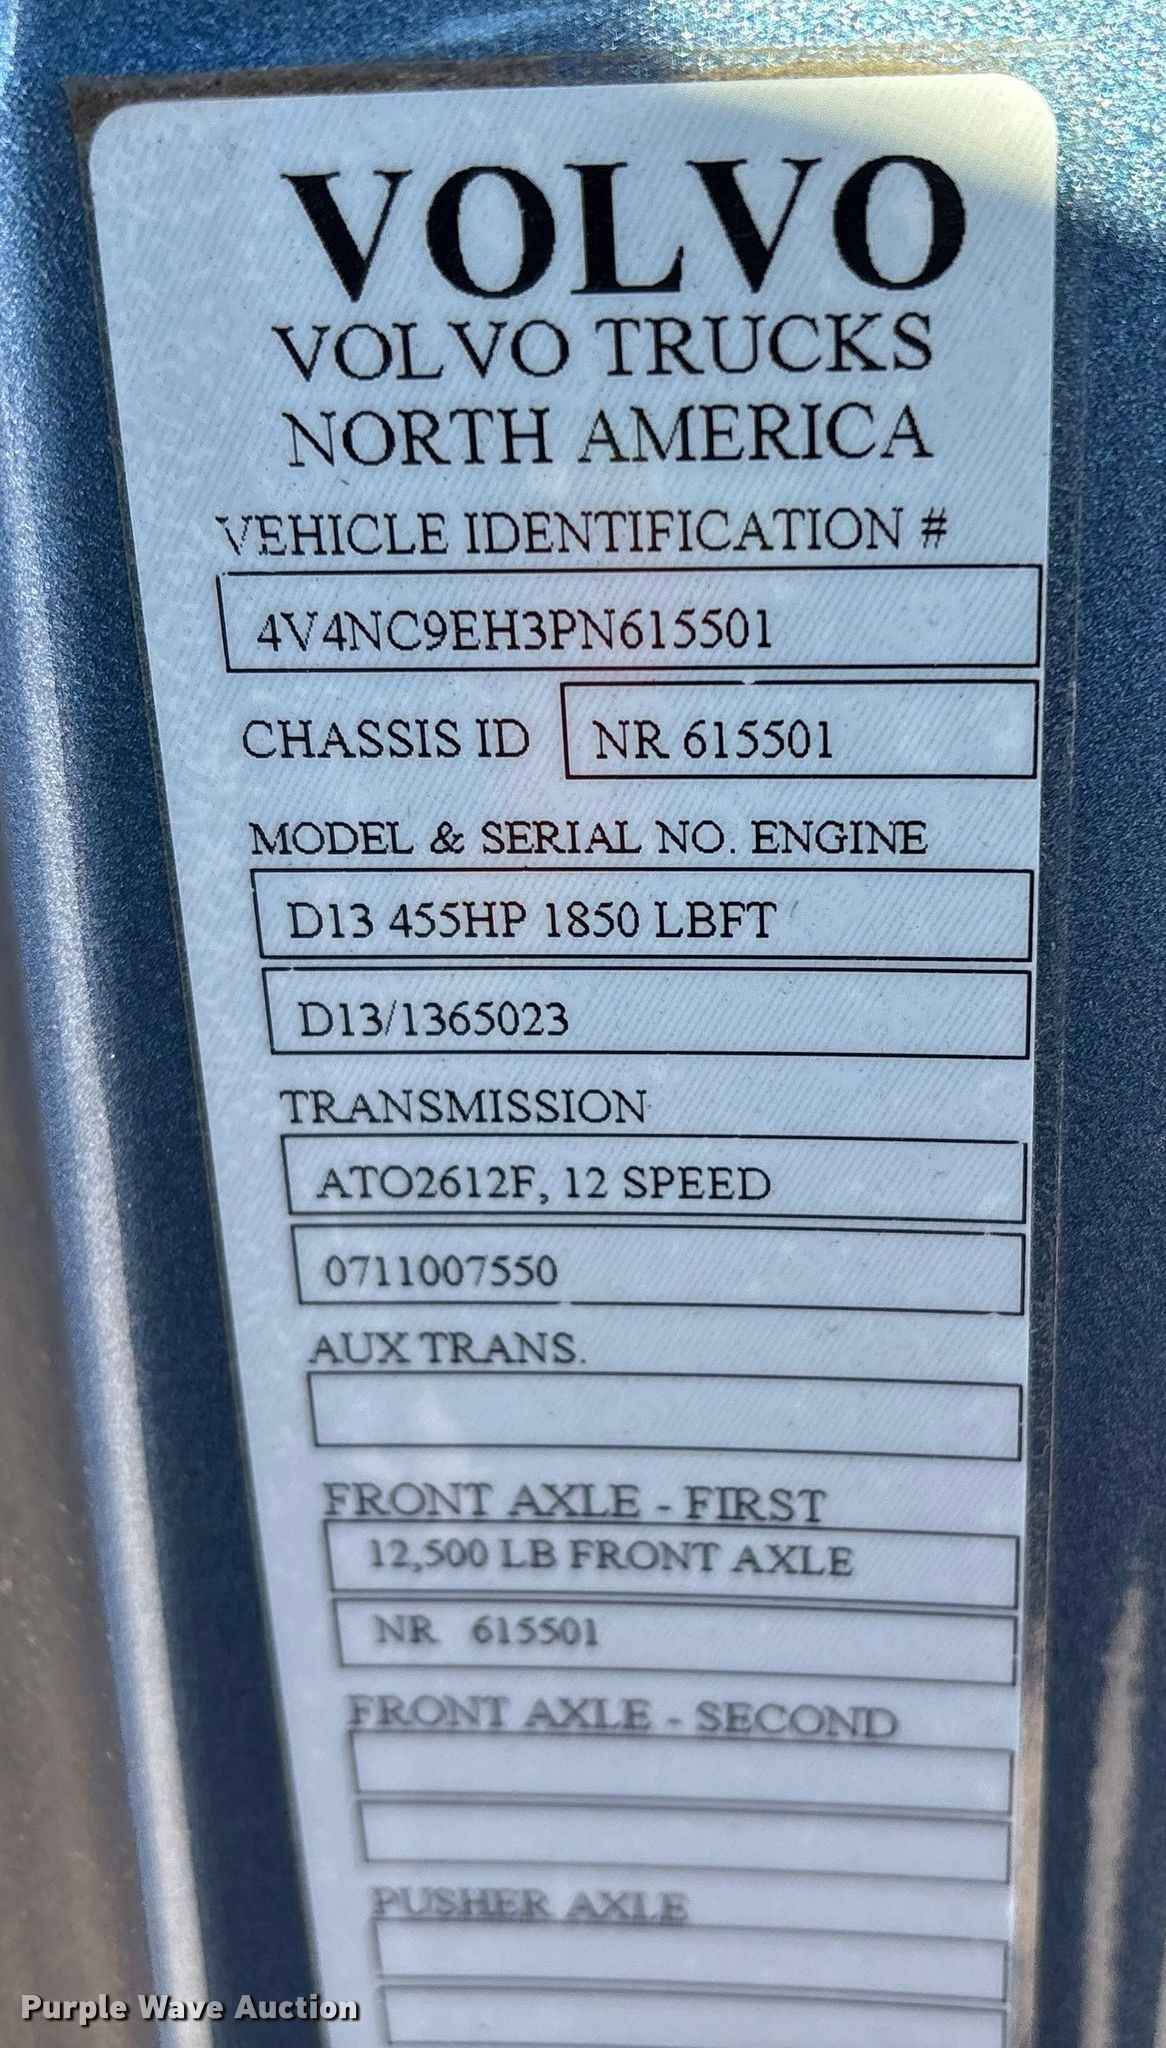 VOLVO
VOLVO TRUCKS
NORTH AMERICA
VEHICLE IDENTIFICATION #
4V4NC9EH3PN615501
CHASSIS ID NR 615501
MODEL & SERIAL NO. ENGINE
D13 455HP 1850 LBFT
D13/1365023
TRANSMISSION
ATO2612F, 12 SPEED
0711007550
AUX TRANS.
FRONT AXLE - FIRST
12,500 LB FRONT AXLE
NR 615501
FRONT AXLE - SECOND
PUSHER AXLE
Purple Wave Auction